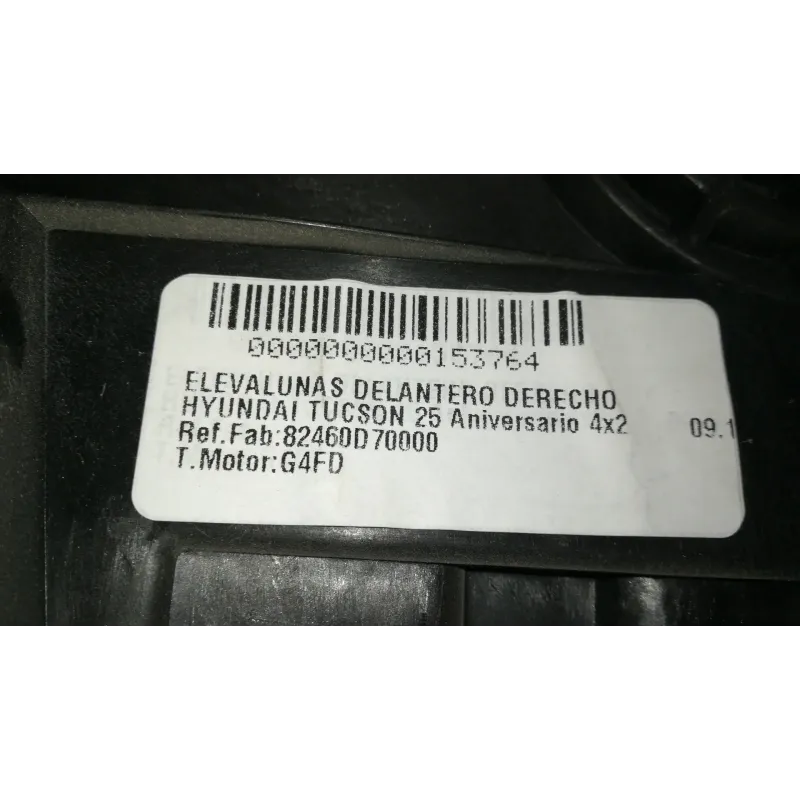 0000000000153764
ELEVALUNAS DELANTERO DERECHO
HYUNDAI TUCSON 25 Aniversario 4x2 09.1
Ref.Fab:82460D70000
T.Motor:G4FD